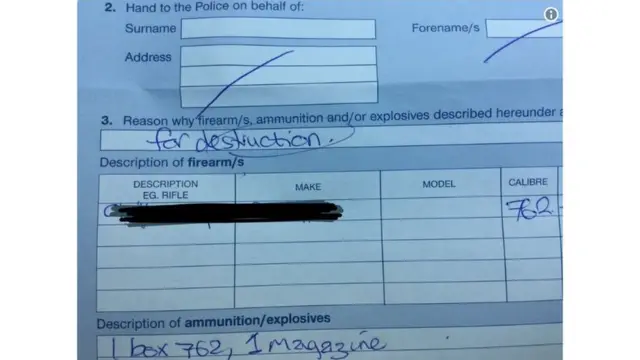 2. Hand to the Police on behalf of:
Surname
Forename/s
Address
3. Reason why firearm/s, ammunition and/or explosives described hereunder a
for destruction.
Description of firearm/s
DESCRIPTION EG. RIFLE MAKE MODEL CALIBRE
762
Description of ammunition/explosives
1 box 762, 1 magazine